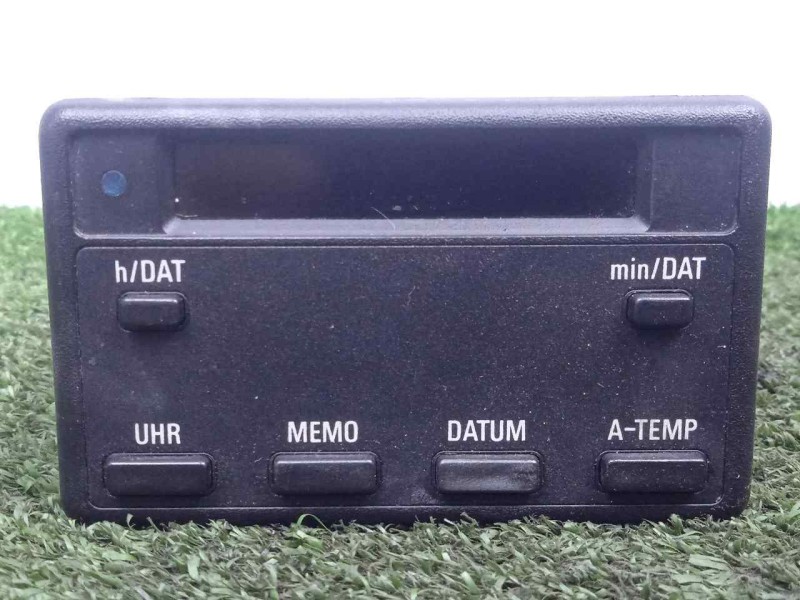 h/DAT min/DAT
UHR MEMO DATUM A-TEMP